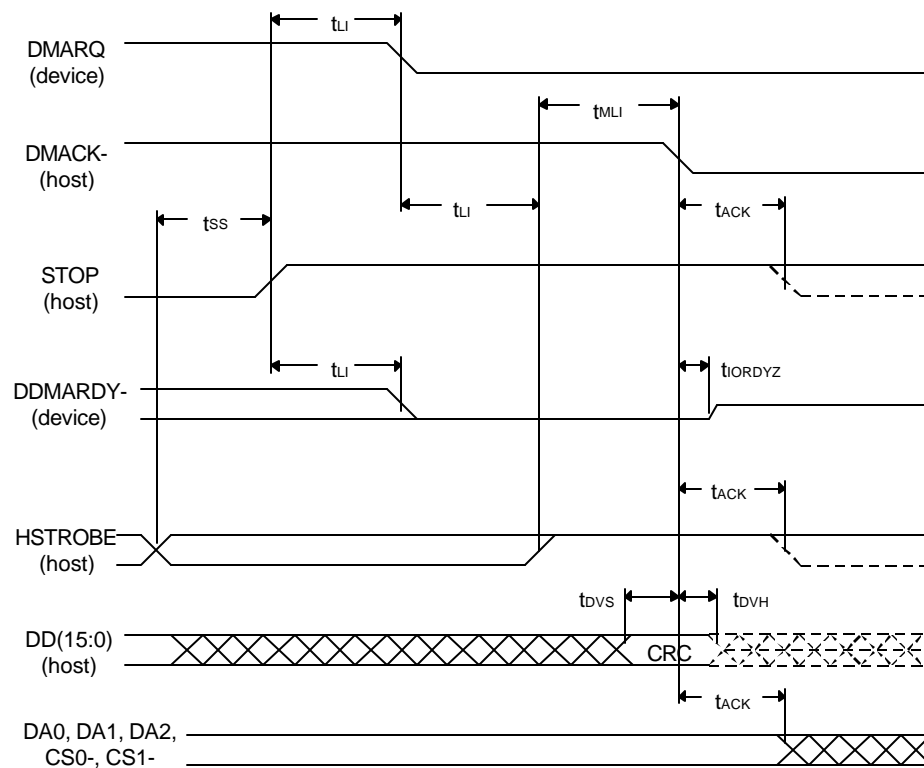 tLI
DMARQ
(device)
tMLI
DMACK-
(host)
tLI
tACK
tSS
STOP
(host)
tLI
tIORDYZ
DDMARDY-
(device)
tACK
HSTROBE
(host)
tDVS
tDVH
DD(15:0)
(host)
CRC
tACK
DA0, DA1, DA2,
CS0-, CS1-